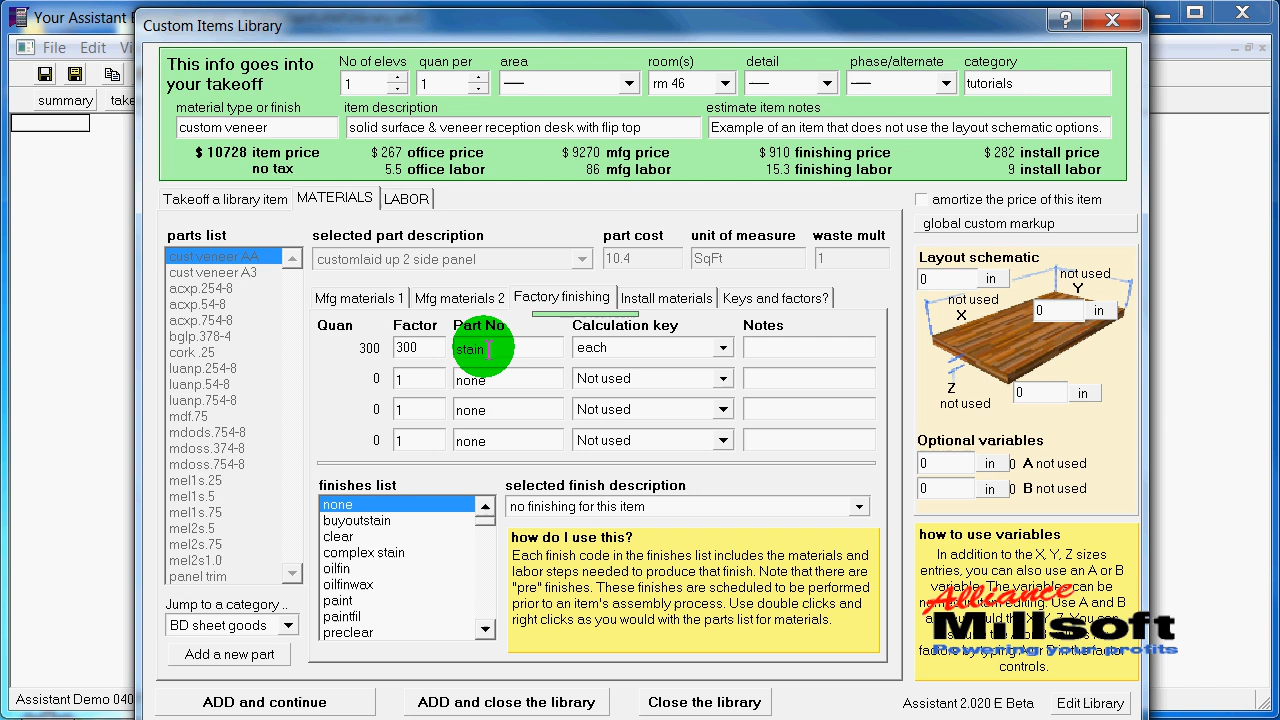 Your Assistant
Custom Items Library
File Edit
summary
This info goes into
your takeoff
No of elevs quan per area room(s) detail phase/alternate category
1 1 — rm 46 — — tutorials
material type or finish item description estimate item notes
custom veneer solid surface & veneer reception desk with flip top Example of an item that does not use the layout schematic options.
$ 10728 item price $ 267 office price $ 9270 mfg price $ 910 finishing price $ 282 install price
no tax 5.5 office labor 86 mfg labor 15.3 finishing labor 9 install labor
Takeoff a library item MATERIALS LABOR
amortize the price of this item
global custom markup
parts list selected part description part cost unit of measure waste mult
customlaid up 2 side panel 10.4 SqFt 1
cust veneer AA
cust veneer A3
acxp.254-8
acxp.54-8
acxp.754-8
bglp.378-4
cork .25
luanp.254-8
luanp.54-8
luanp.754-8
mdf.75
mdods.754-8
mdoss.374-8
mdoss.754-8
mel1s.25
mel1s.5
mel1s.75
mel2s.5
mel2s.75
mel2s1.0
panel trim
Jump to a category ..
BD sheet goods
Add a new part
Mfg materials 1 Mfg materials 2 Factory finishing Install materials Keys and factors?
Quan Factor Part No Calculation key Notes
300 300 stain each
0 1 none Not used
0 1 none Not used
0 1 none Not used
finishes list selected finish description
none
buyoutstain
clear
complex stain
oilfin
oilfinwax
paint
paintfit
preclear
no finishing for this item
how do I use this?
Each finish code in the finishes list includes the materials and
labor steps needed to produce that finish. Note that there are
"pre" finishes. These finishes are scheduled to be performed
prior to an item's assembly process. Use double clicks and
right clicks as you would with the parts list for materials.
Layout schematic
0 in not used
Y
not used
X
0 in
Z
not used
0 in
Optional variables
0 in 0 A not used
0 in 0 B not used
how to use variables
In addition to the X, Y, Z sizes
entries, you can also use an A or B
variable. The variables can be
Use A and B
controls.
Alliance
Millsoft
Powering your profits
ADD and continue ADD and close the library Close the library Assistant 2.020 E Beta Edit Library
Assistant Demo 040